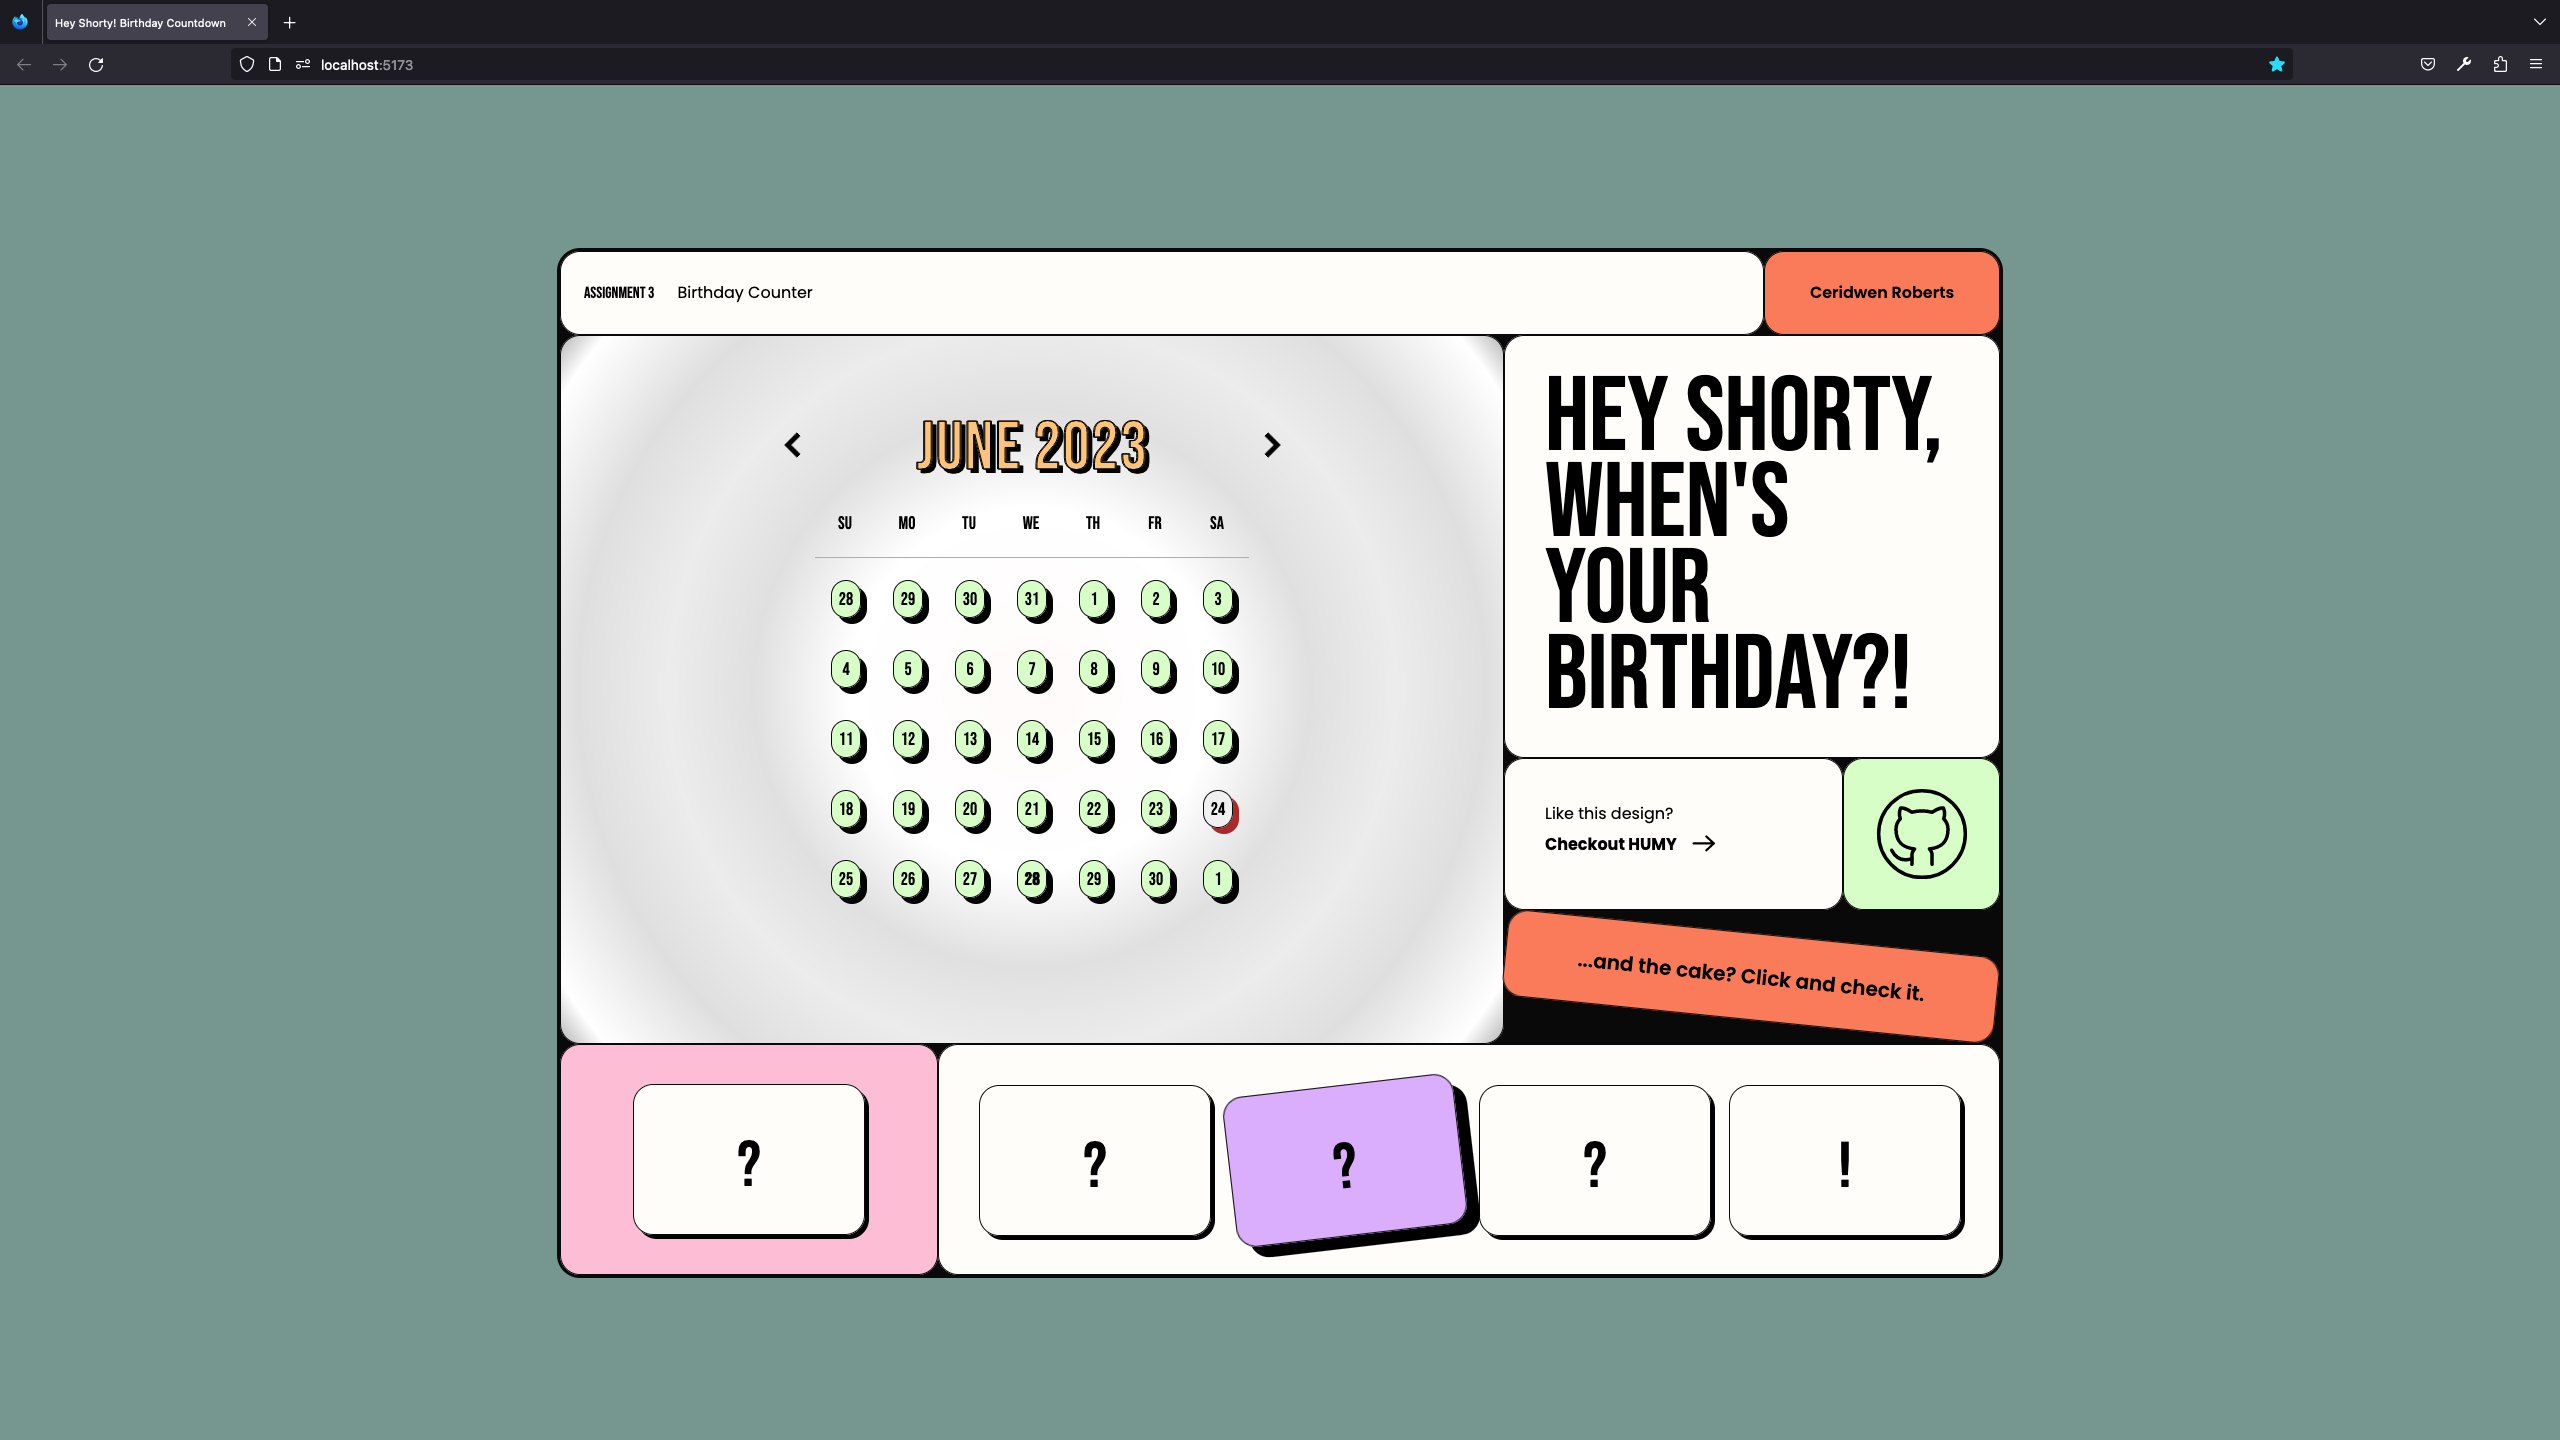 Hey Shorty! Birthday Countdown
localhost:5173
ASSIGNMENT 3 Birthday Counter
Ceridwen Roberts
JUNE 2023
SU MO TU WE TH FR SA
28 29 30 31 1 2 3
4 5 6 7 8 9 10
11 12 13 14 15 16 17
18 19 20 21 22 23 24
25 26 27 28 29 30 1
HEY SHORTY,
WHEN'S
YOUR
BIRTHDAY?!
Like this design?
Checkout HUMY
...and the cake? Click and check it.
? ? ? ? !